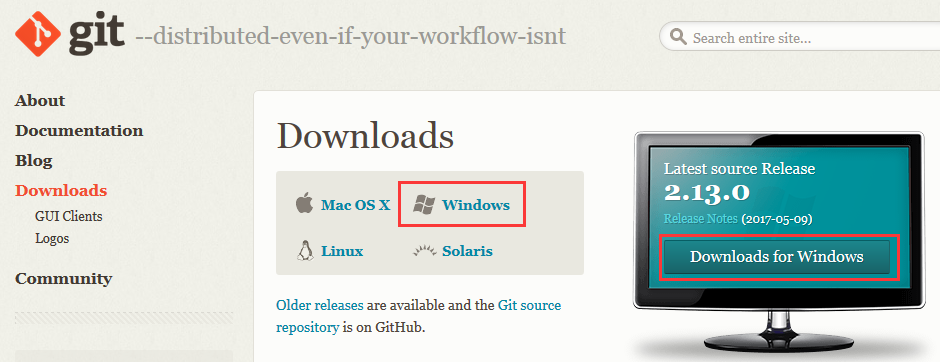 git --distributed-even-if-your-workflow-isnt
Search entire site...
About
Documentation
Blog
Downloads
GUI Clients
Logos
Community
Downloads
Mac OS X
Windows
Linux
Solaris
Older releases are available and the Git source
repository is on GitHub.
Latest source Release
2.13.0
Release Notes (2017-05-09)
Downloads for Windows